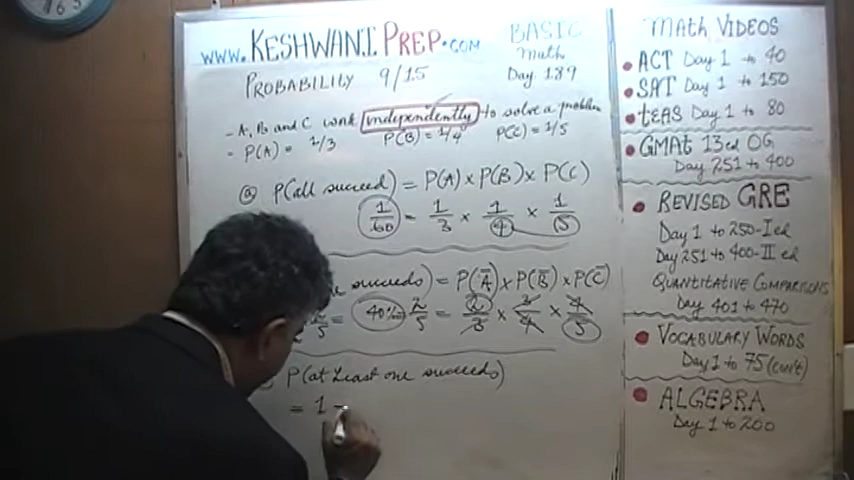 www.KESHWANI PREP.com
PROBABILITY 9/15
BASIC
Math
Day 189
- A, B and C work independently to solve a problem
- P(A) = 1/3 P(B) = 1/4 P(C) = 1/5
ⓐ P(all succeed) = P(A) x P(B) x P(C)
1/60 = 1/3 x 1/4 x 1/5
succeeds) = P(Ā) x P(B̄) x P(C̄)
2/5 = 40% = 2/5 = 2/3 x 3/4 x 4/5
P(at Least one succeeds)
= 1 -
Math VIDEOS
• ACT Day 1 to 40
• SAT Day 1 to 150
• tEAS Day 1 to 80
• GMAt 13ed OG
Day 251 to 400
• REVISED GRE
Day 1 to 250-I ed
Day 251 to 400-II ed
QUANTITATIVE COMPARISONS
Day 401 to 470
• VOCABULARY WORDS
Day 1 to 75 (con't)
• ALGEBRA
Day 1 to 200